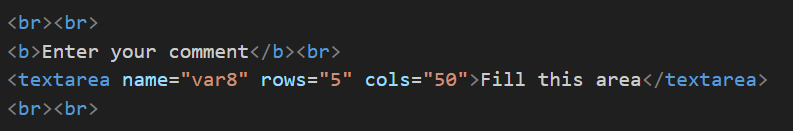 <br><br>
<b>Enter your comment</b><br>
<textarea name="var8" rows="5" cols="50">Fill this area</textarea>
<br><br>